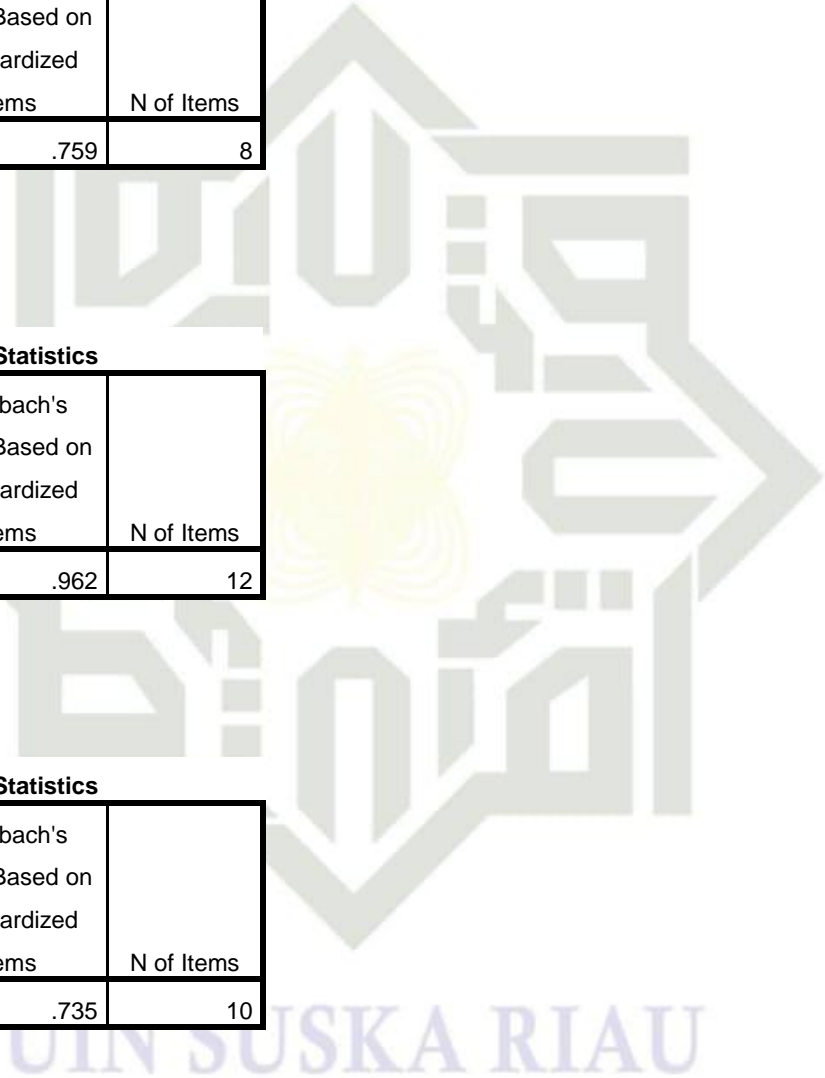 Based on
ardized
ems N of Items
.759 8
Statistics
bach's
Based on
ardized
ems N of Items
.962 12
Statistics
bach's
Based on
ardized
ems N of Items
.735 10
UIN SUSKA RIAU